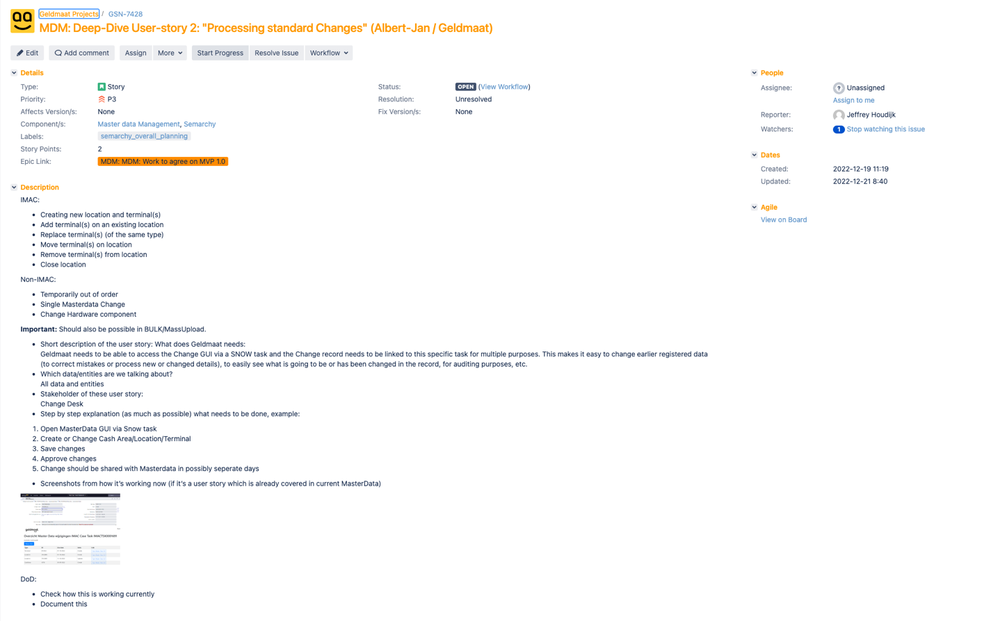 Geldmaat Projects / GSN-7428
MDM: Deep-Dive User-story 2: "Processing standard Changes" (Albert-Jan / Geldmaat)
Edit Add comment Assign More Start Progress Resolve Issue Workflow
Details
Type: Story
Priority: P3
Affects Version/s: None
Component/s: Master data Management, Semarchy
Labels: semarchy_overall_planning
Story Points: 2
Epic Link: MDM: MDM: Work to agree on MVP 1.0
Status: OPEN (View Workflow)
Resolution: Unresolved
Fix Version/s: None
Description
IMAC:
• Creating new location and terminal(s)
• Add terminal(s) on an existing location
• Replace terminal(s) (of the same type)
• Move terminal(s) on location
• Remove terminal(s) from location
• Close location
Non-IMAC:
• Temporarily out of order
• Single Masterdata Change
• Change Hardware component
Important: Should also be possible in BULK/MassUpload.
• Short description of the user story: What does Geldmaat needs:
Geldmaat needs to be able to access the Change GUI via a SNOW task and the Change record needs to be linked to this specific task for multiple purposes. This makes it easy to change earlier registered data
(to correct mistakes or process new or changed details), to easily see what is going to be or has been changed in the record, for auditing purposes, etc.
• Which data/entities are we talking about?
All data and entities
• Stakeholder of these user story:
Change Desk
• Step by step explanation (as much as possible) what needs to be done, example:
1. Open MasterData GUI via Snow task
2. Create or Change Cash Area/Location/Terminal
3. Save changes
4. Approve changes
5. Change should be shared with Masterdata in possibly seperate days
• Screenshots from how it's working now (if it's a user story which is already covered in current MasterData)
geldmaat
Overzicht Master Data wijzigingen IMAC Case Task
DoD:
• Check how this is working currently
• Document this
People
Assignee: ? Unassigned
Assign to me
Reporter: Jeffrey Houdijk
Watchers: 1 Stop watching this issue
Dates
Created: 2022-12-19 11:19
Updated: 2022-12-21 8:40
Agile
View on Board